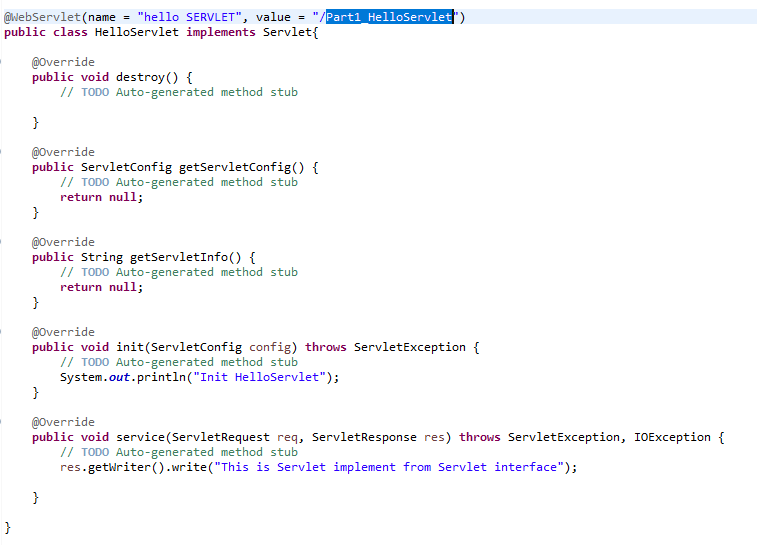 @WebServlet(name = "hello SERVLET", value = "/Part1_HelloServlet")
public class HelloServlet implements Servlet{
@Override
public void destroy() {
// TODO Auto-generated method stub
}
@Override
public ServletConfig getServletConfig() {
// TODO Auto-generated method stub
return null;
}
@Override
public String getServletInfo() {
// TODO Auto-generated method stub
return null;
}
@Override
public void init(ServletConfig config) throws ServletException {
// TODO Auto-generated method stub
System.out.println("Init HelloServlet");
}
@Override
public void service(ServletRequest req, ServletResponse res) throws ServletException, IOException {
// TODO Auto-generated method stub
res.getWriter().write("This is Servlet implement from Servlet interface");
}
}